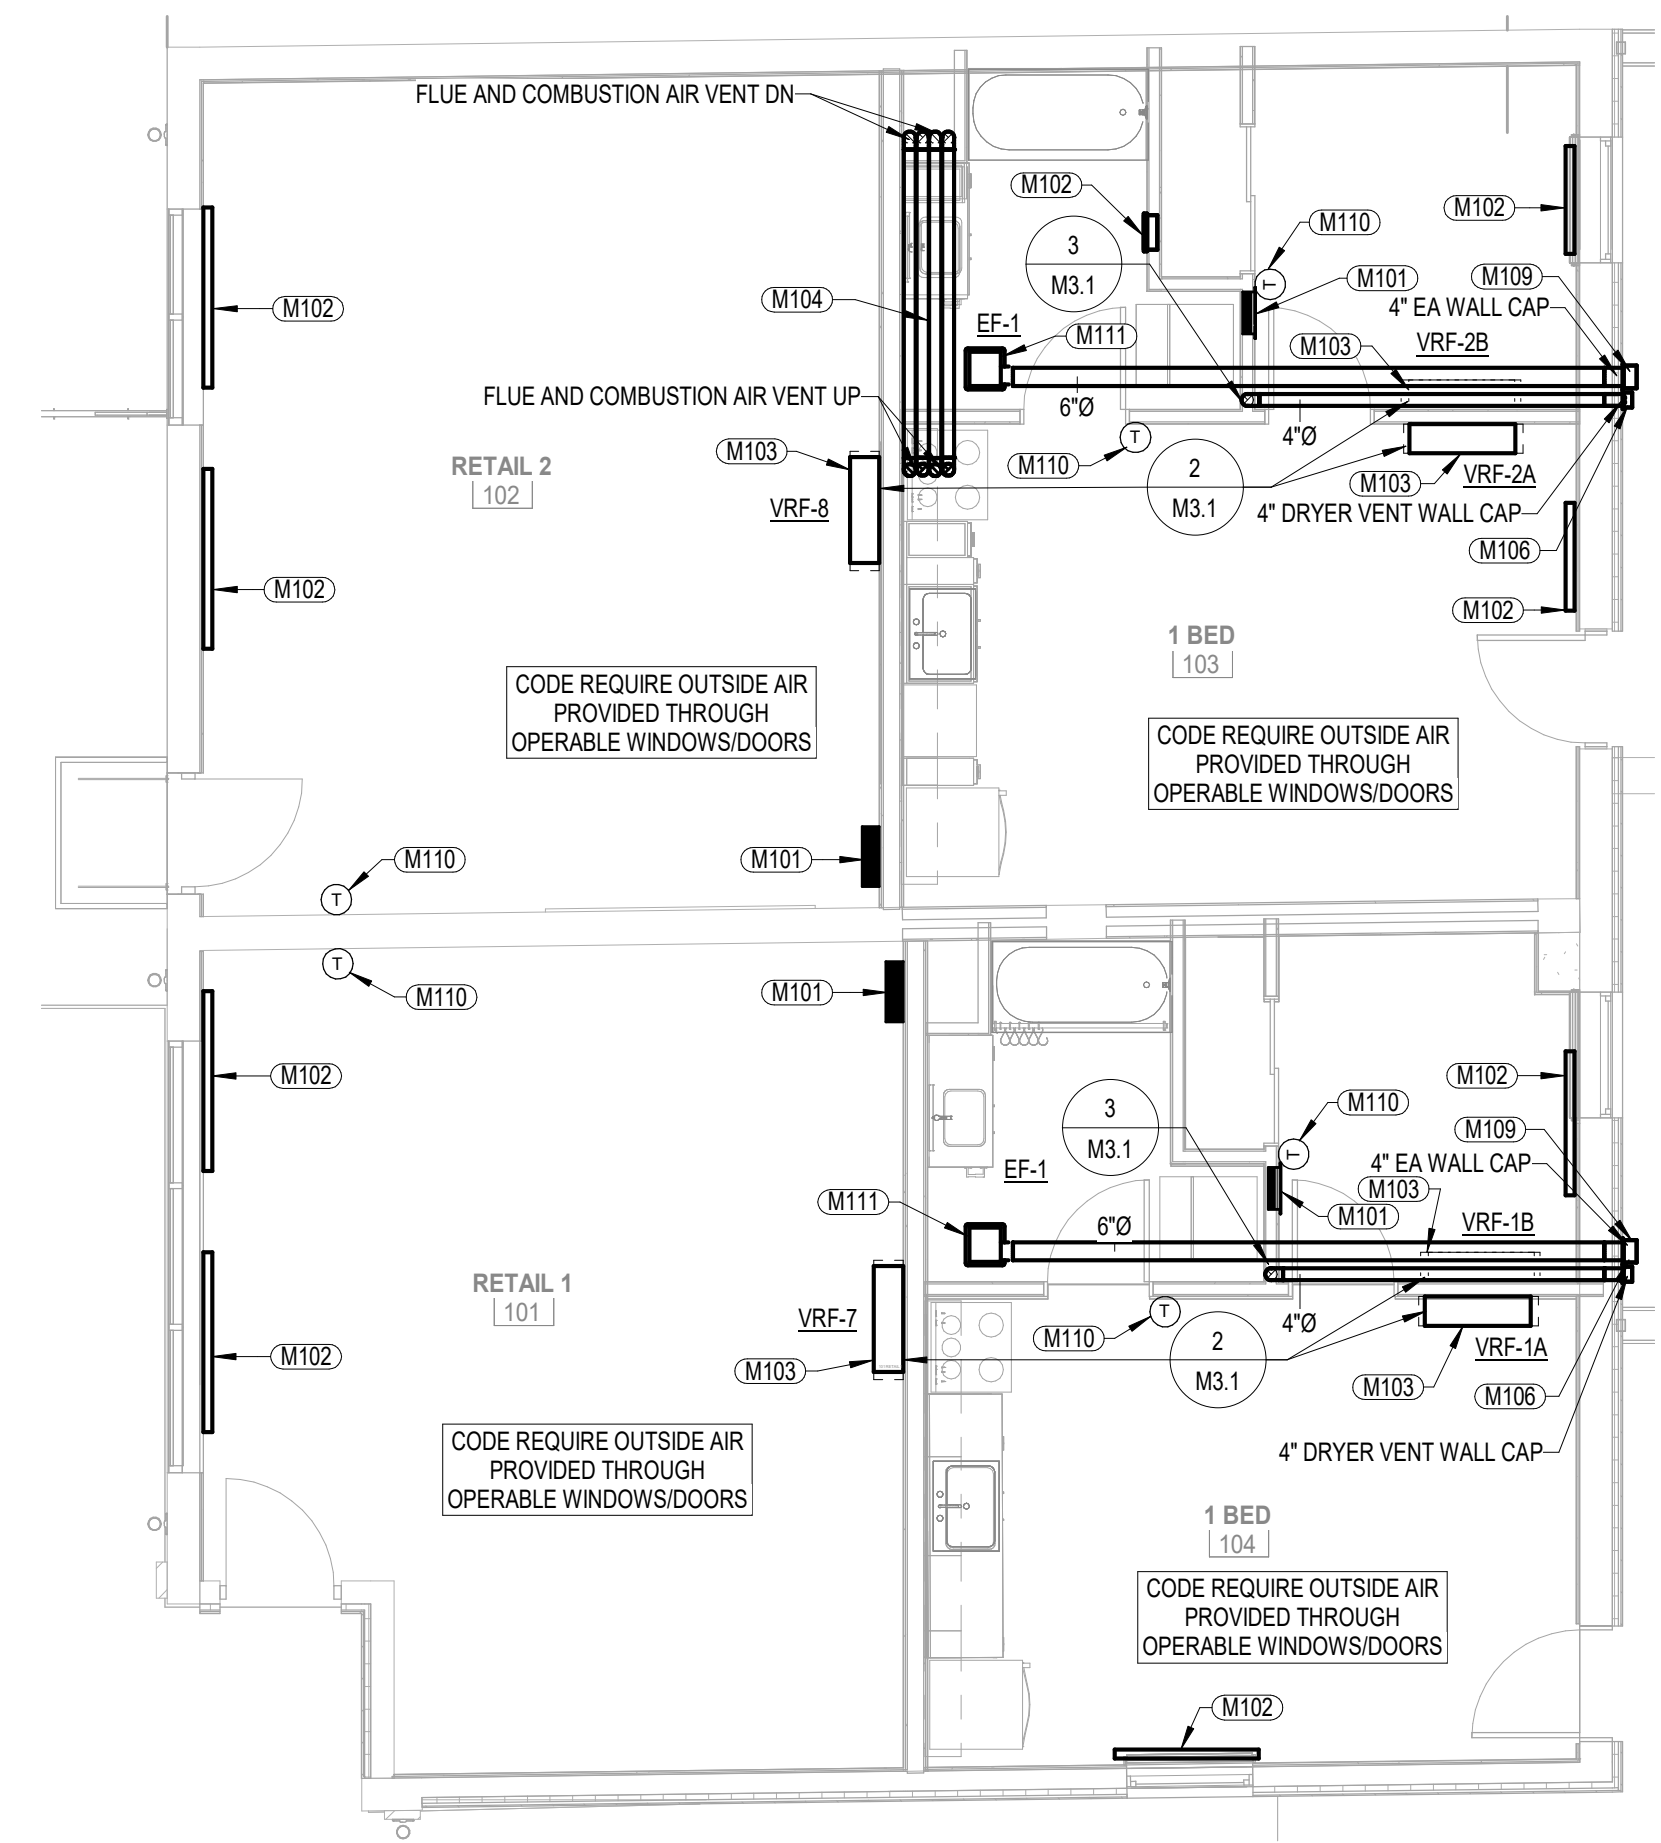 FLUE AND COMBUSTION AIR VENT DN
M102
M102
3
M3.1
M110
M102
M101
M109
4" EA WALL CAP
M104
EF-1
M111
M103
VRF-2B
T
FLUE AND COMBUSTION AIR VENT UP
6"Ø
4"Ø
RETAIL 2
102
M103
VRF-8
M110
T
2
M3.1
M103
VRF-2A
4" DRYER VENT WALL CAP
M106
M102
M102
1 BED
103
CODE REQUIRE OUTSIDE AIR
PROVIDED THROUGH
OPERABLE WINDOWS/DOORS
CODE REQUIRE OUTSIDE AIR
PROVIDED THROUGH
OPERABLE WINDOWS/DOORS
M110
T
M101
T
M110
M101
M102
M102
3
M3.1
M110
T
M109
4" EA WALL CAP
EF-1
M103
M111
M101
VRF-1B
6"Ø
RETAIL 1
101
VRF-7
M102
M103
M110
T
2
M3.1
4"Ø
VRF-1A
M103
M106
4" DRYER VENT WALL CAP
CODE REQUIRE OUTSIDE AIR
PROVIDED THROUGH
OPERABLE WINDOWS/DOORS
1 BED
104
CODE REQUIRE OUTSIDE AIR
PROVIDED THROUGH
OPERABLE WINDOWS/DOORS
M102